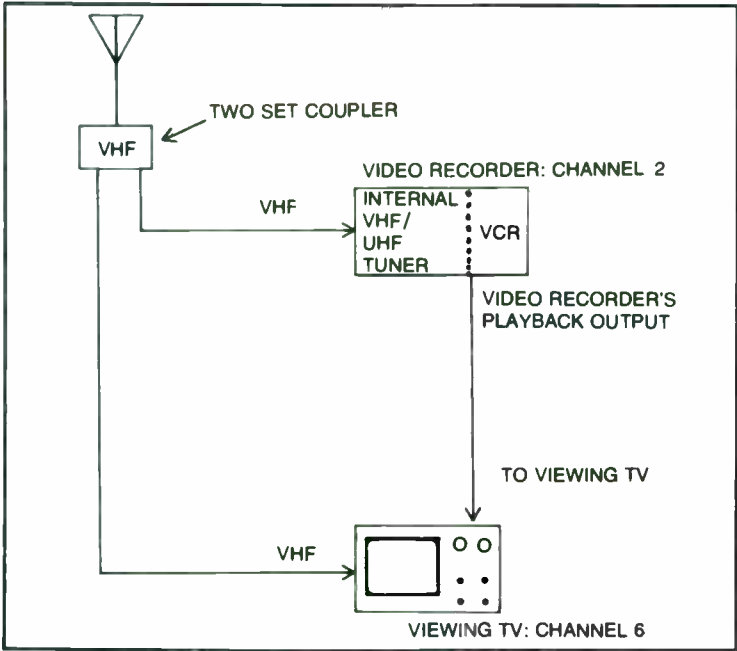 TWO SET COUPLER
VHF
VIDEO RECORDER: CHANNEL 2
VHF
INTERNAL
VHF/
UHF
TUNER
VCR
VIDEO RECORDER'S
PLAYBACK OUTPUT
TO VIEWING TV
VHF
VIEWING TV: CHANNEL 6